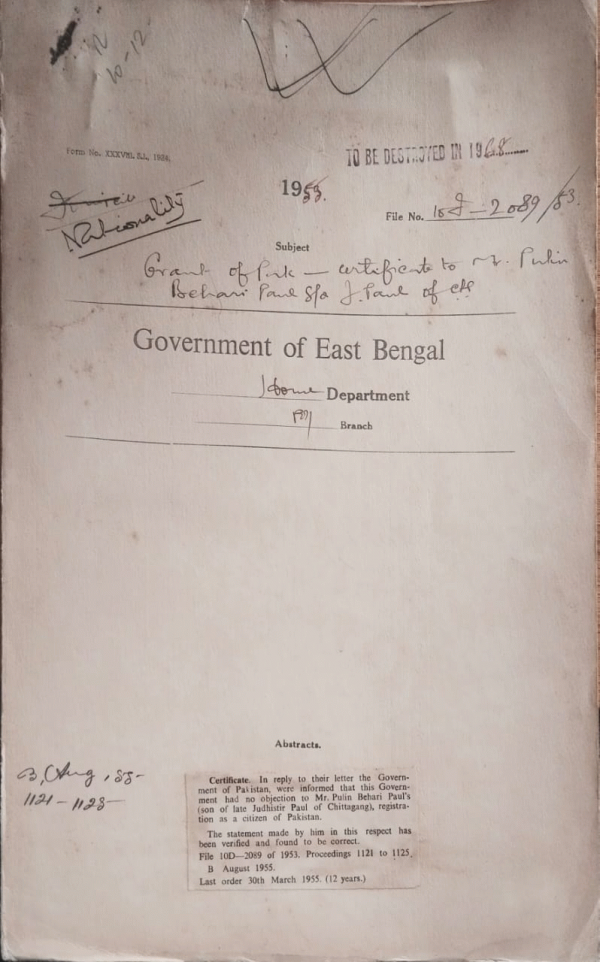 10-12
Form No. XXXVIII. S.I., 1938.
TO BE DESTROYED IN 1968
1953.
Nationality
File No. 10D-2089/53.
Subject
Grant of Pak - certificate to Mr. Pulin
Behari Paul S/o J. Paul of
Government of East Bengal
Home Department
Branch
Abstracts.
B, Aug, 55-
1121-1125-
Certificate. In reply to their letter the Govern-
ment of Pakistan, were informed that this Govern-
ment had no objection to Mr. Pulin Behari Paul's
(son of late Judhistir Paul of Chittagang), registra-
tion as a citizen of Pakistan.
The statement made by him in this respect has
been verified and found to be correct.
File 10D—2089 of 1953. Proceedings 1121 to 1125.
B August 1955.
Last order 30th March 1955. (12 years.)